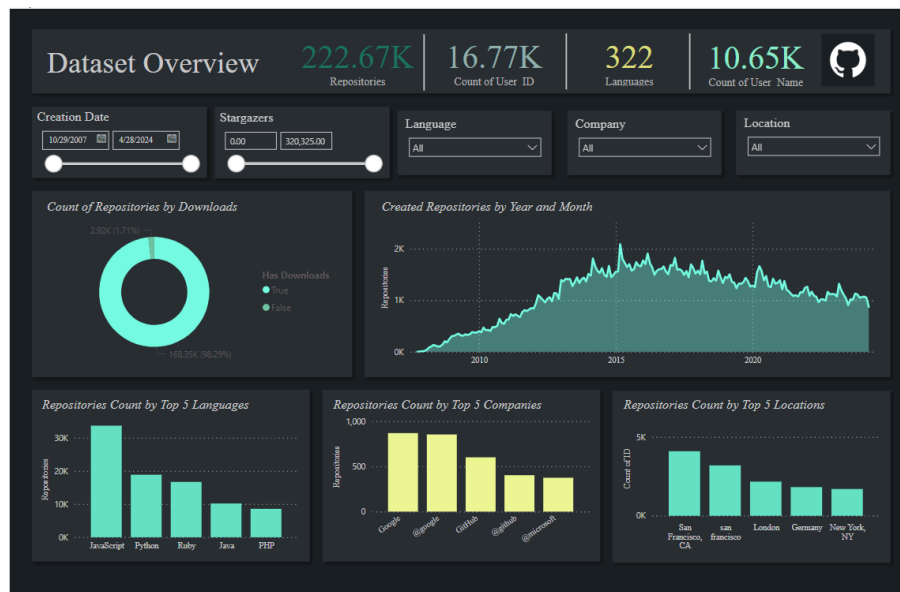 Dataset Overview
222.67K
Repositories
16.77K
Count of User ID
322
Languages
10.65K
Count of User Name
Creation Date
10/29/2007
4/28/2024
Stargazers
0.00
320,325.00
Language
All
Company
All
Location
All
Count of Repositories by Downloads
2.92K (1.71%)
168.35K (98.29%)
Has Downloads
True
False
Created Repositories by Year and Month
Repositories
2K
1K
0K
2010
2015
2020
Repositories Count by Top 5 Languages
Repositories
30K
20K
10K
0K
JavaScript
Python
Ruby
Java
PHP
Repositories Count by Top 5 Companies
Repositories
1,000
500
0
Google
@google
GitHub
@github
@microsoft
Repositories Count by Top 5 Locations
Count of ID
5K
0K
San Francisco, CA
san francisco
London
Germany
New York, NY